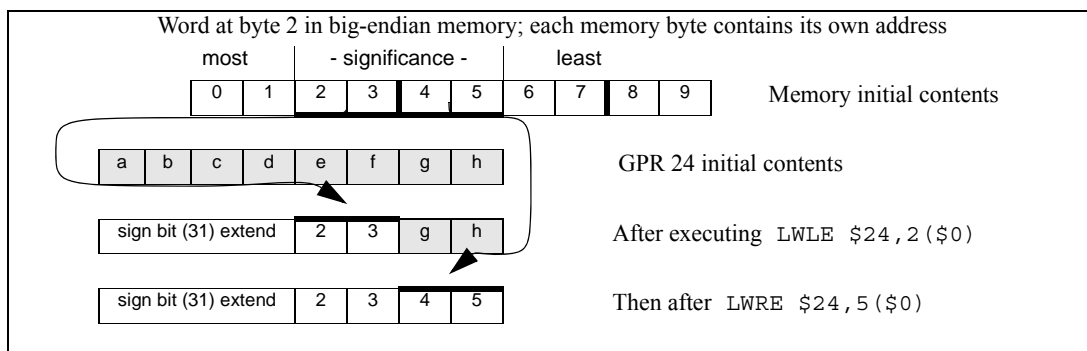 Word at byte 2 in big-endian memory; each memory byte contains its own address
most - significance - least
0 1 2 3 4 5 6 7 8 9 Memory initial contents
a b c d e f g h GPR 24 initial contents
sign bit (31) extend 2 3 g h After executing LWLE $24,2($0)
sign bit (31) extend 2 3 4 5 Then after LWRE $24,5($0)